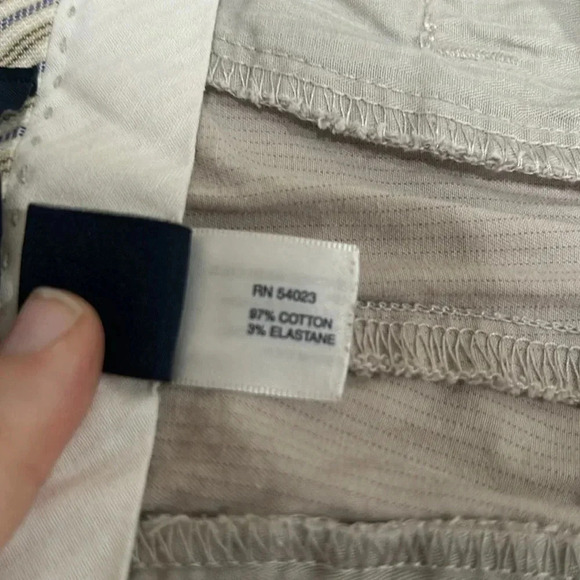 RN 54023
97% COTTON
3% ELASTANE